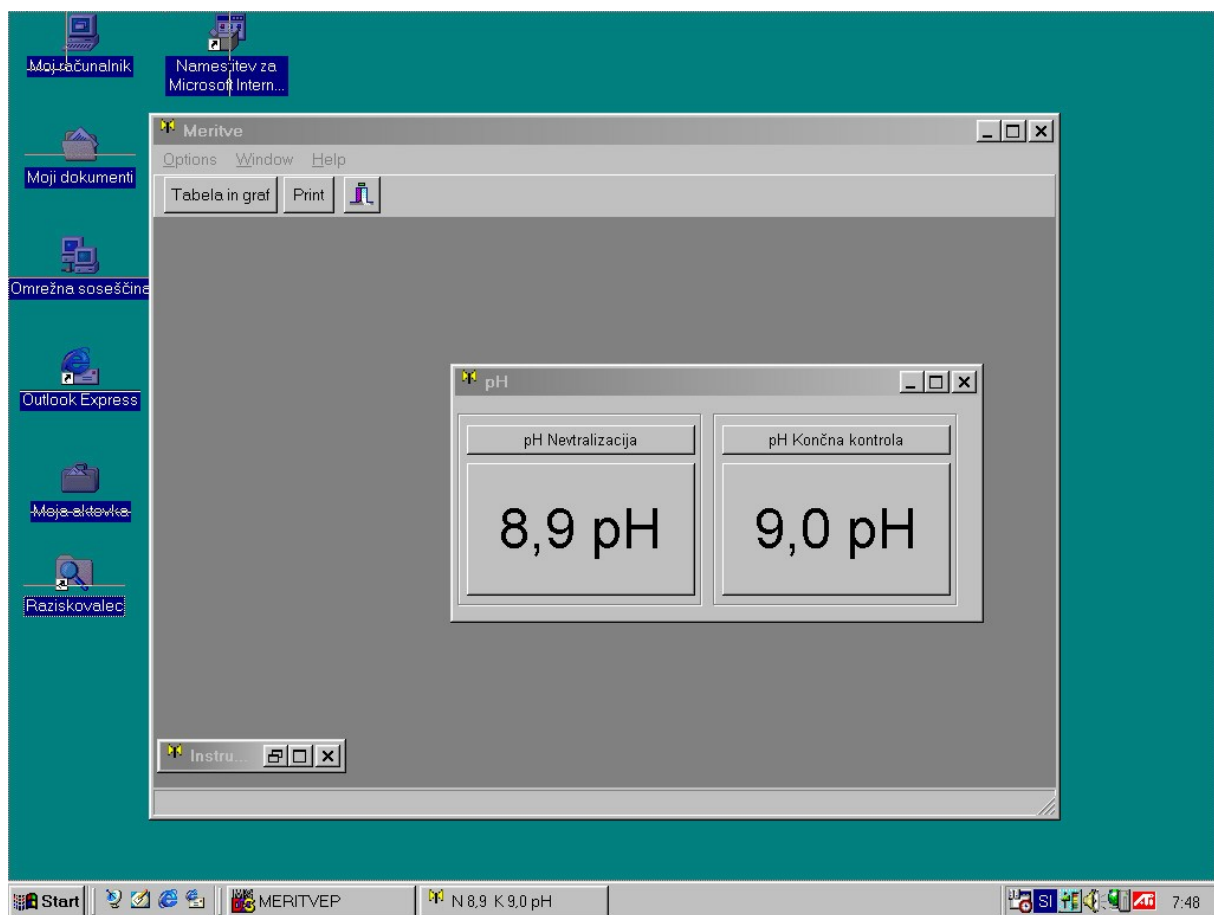 Moj računalnik
Namestitev za
Microsoft Intern...
Moji dokumenti
Omrežna soseščina
Outlook Express
Moja aktovka
Raziskovalec
Meritve
Options Window Help
Tabela in graf Print
pH
pH Nevtralizacija pH Končna kontrola
8,9 pH 9,0 pH
Instru...
Start MERITVEP N 8,9 K 9,0 pH SI ATI 7:48